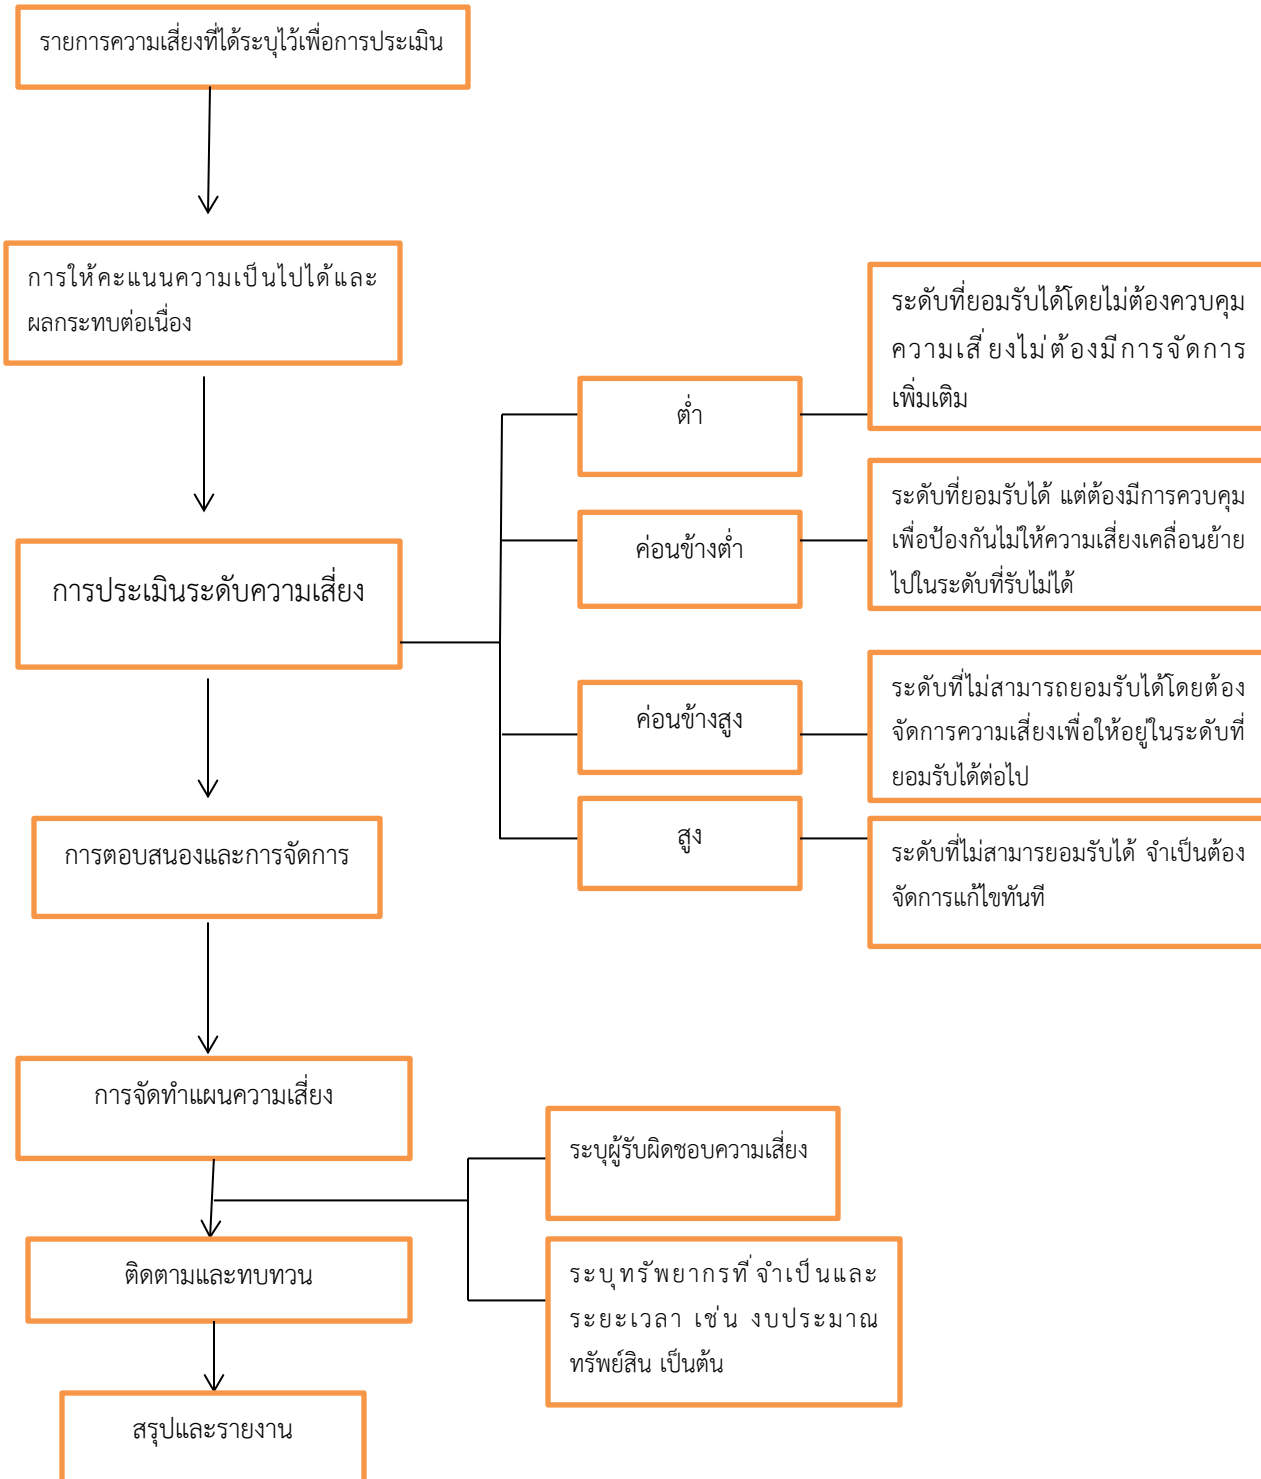 รายการความเสี่ยงที่ได้ระบุไว้เพื่อการประเมิน
การให้คะแนนความเป็นไปได้และ
ผลกระทบต่อเนื่อง
การประเมินระดับความเสี่ยง
ต่ำ
ระดับที่ยอมรับได้โดยไม่ต้องควบคุม
ความเสี่ยงไม่ต้องมีการจัดการ
เพิ่มเติม
ค่อนข้างต่ำ
ระดับที่ยอมรับได้ แต่ต้องมีการควบคุม
เพื่อป้องกันไม่ให้ความเสี่ยงเคลื่อนย้าย
ไปในระดับที่รับไม่ได้
ค่อนข้างสูง
ระดับที่ไม่สามารถยอมรับได้โดยต้อง
จัดการความเสี่ยงเพื่อให้อยู่ในระดับที่
ยอมรับได้ต่อไป
สูง
ระดับที่ไม่สามารยอมรับได้ จำเป็นต้อง
จัดการแก้ไขทันที
การตอบสนองและการจัดการ
การจัดทำแผนความเสี่ยง
ระบุผู้รับผิดชอบความเสี่ยง
ระบุทรัพยากรที่จำเป็นและ
ระยะเวลา เช่น งบประมาณ
ทรัพย์สิน เป็นต้น
ติดตามและทบทวน
สรุปและรายงาน